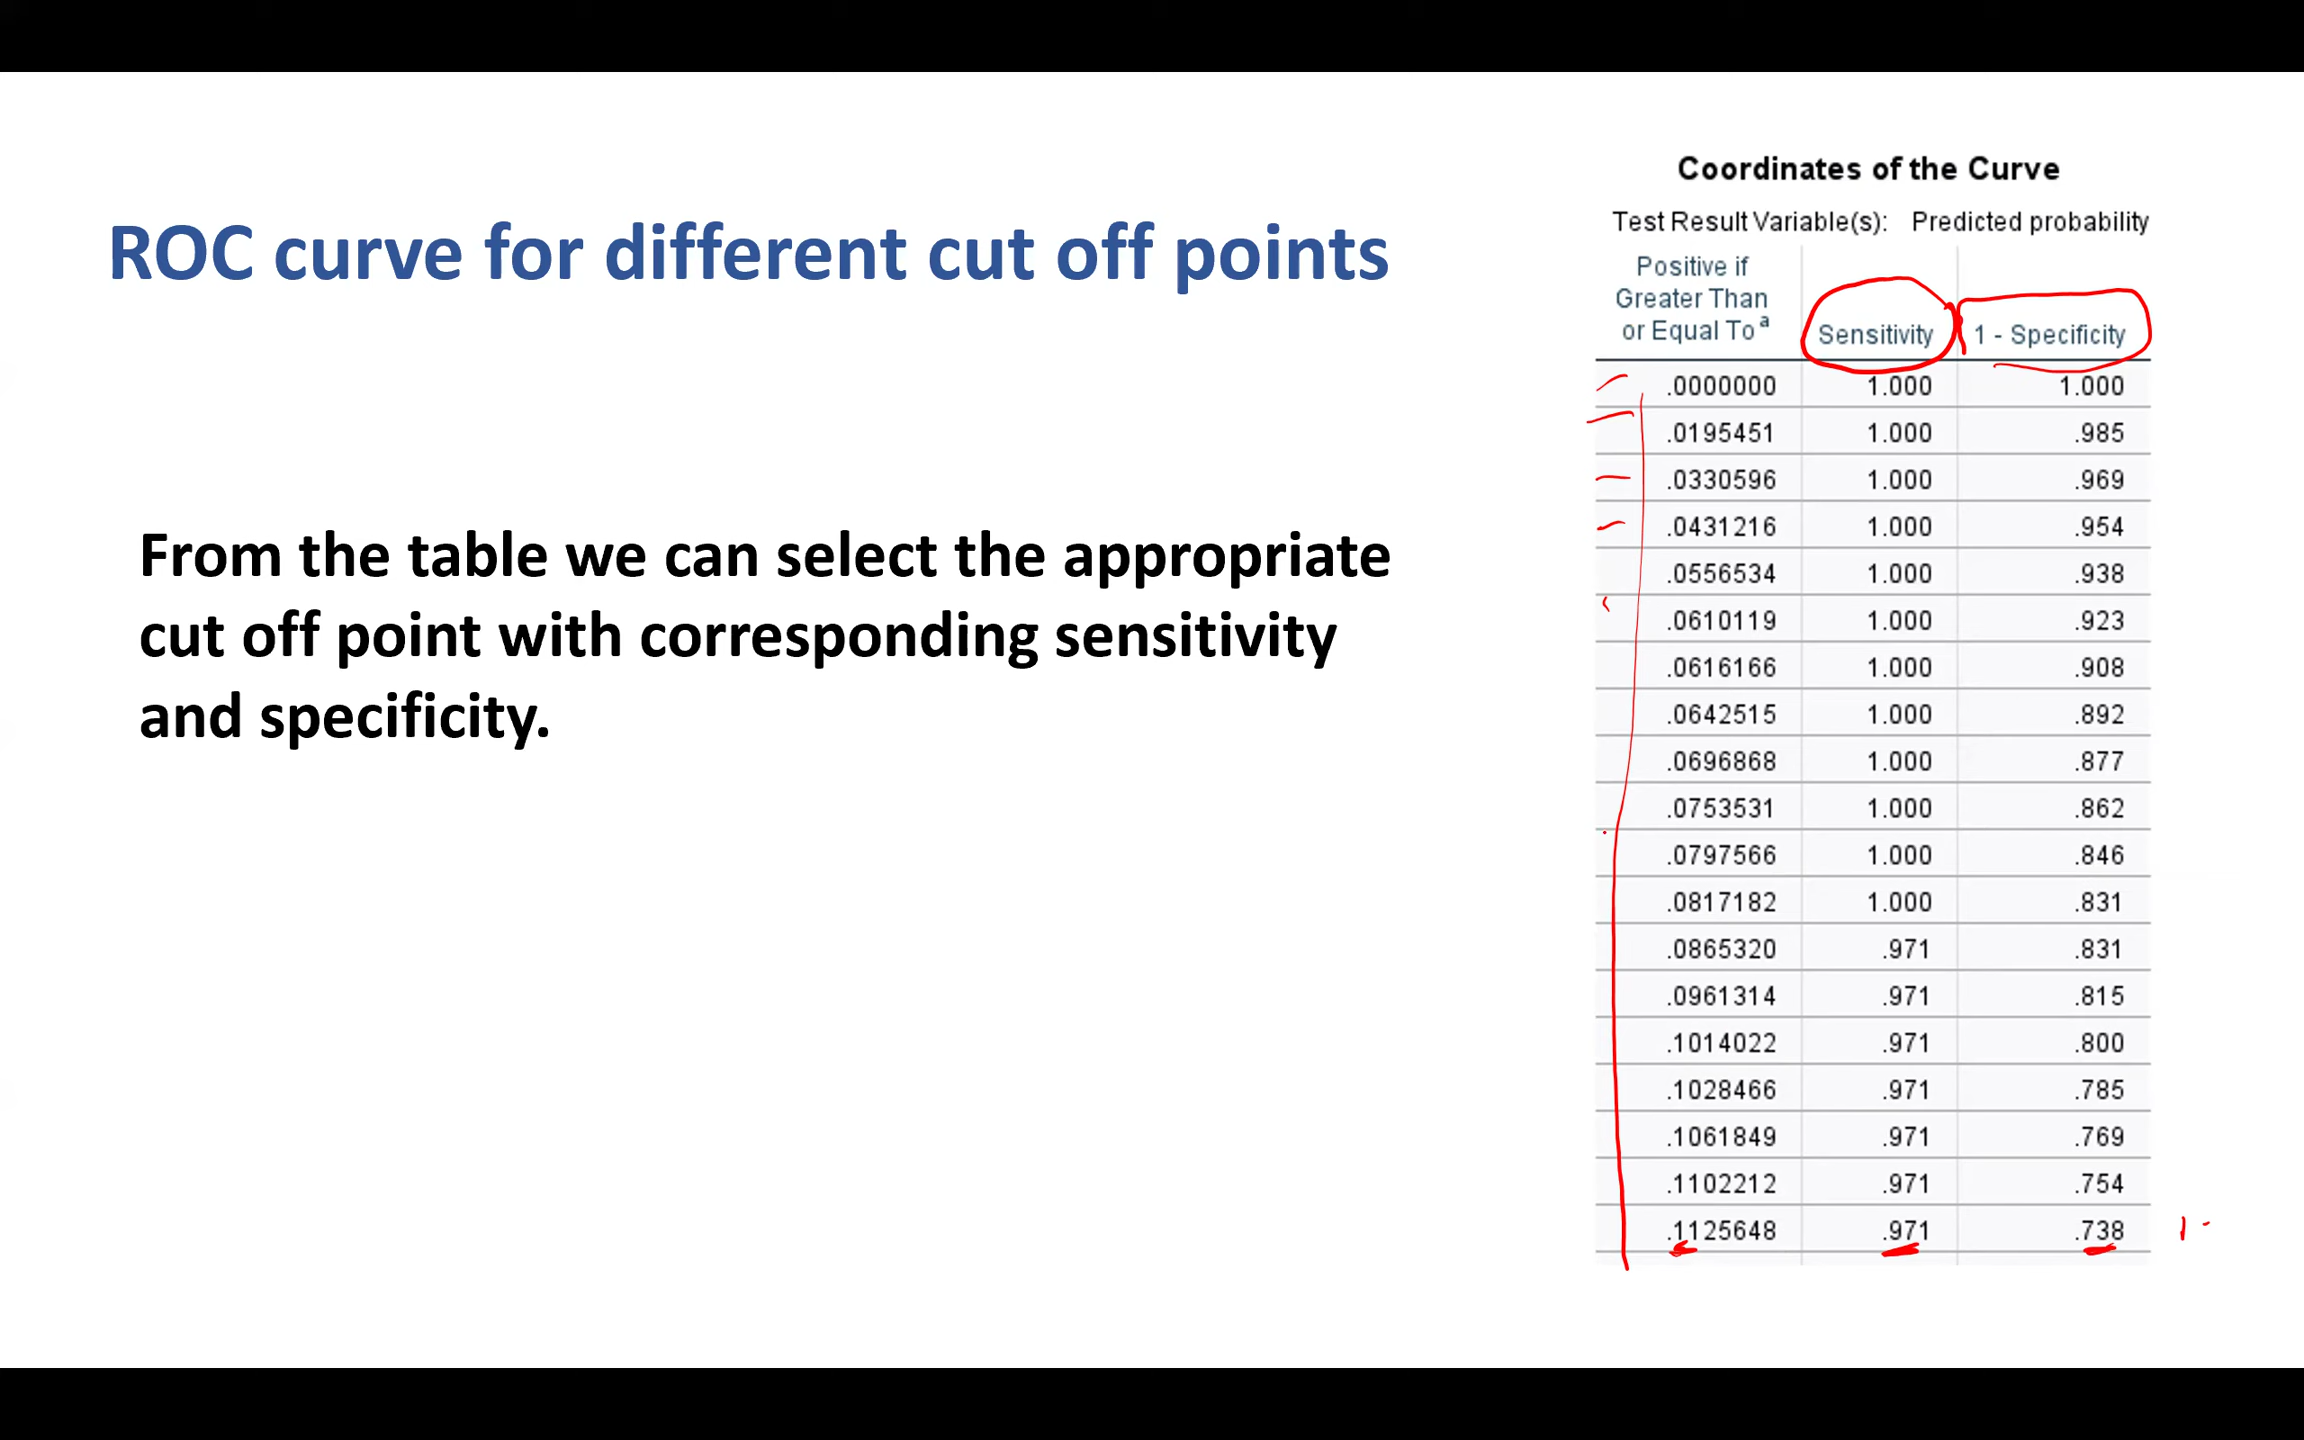 ROC curve for different cut off points
From the table we can select the appropriate
cut off point with corresponding sensitivity
and specificity.
Coordinates of the Curve
Test Result Variable(s): Predicted probability
Positive if
Greater Than
or Equal To a Sensitivity 1 - Specificity
.0000000 1.000 1.000
.0195451 1.000 .985
.0330596 1.000 .969
.0431216 1.000 .954
.0556534 1.000 .938
.0610119 1.000 .923
.0616166 1.000 .908
.0642515 1.000 .892
.0696868 1.000 .877
.0753531 1.000 .862
.0797566 1.000 .846
.0817182 1.000 .831
.0865320 .971 .831
.0961314 .971 .815
.1014022 .971 .800
.1028466 .971 .785
.1061849 .971 .769
.1102212 .971 .754
.1125648 .971 .738 1 -